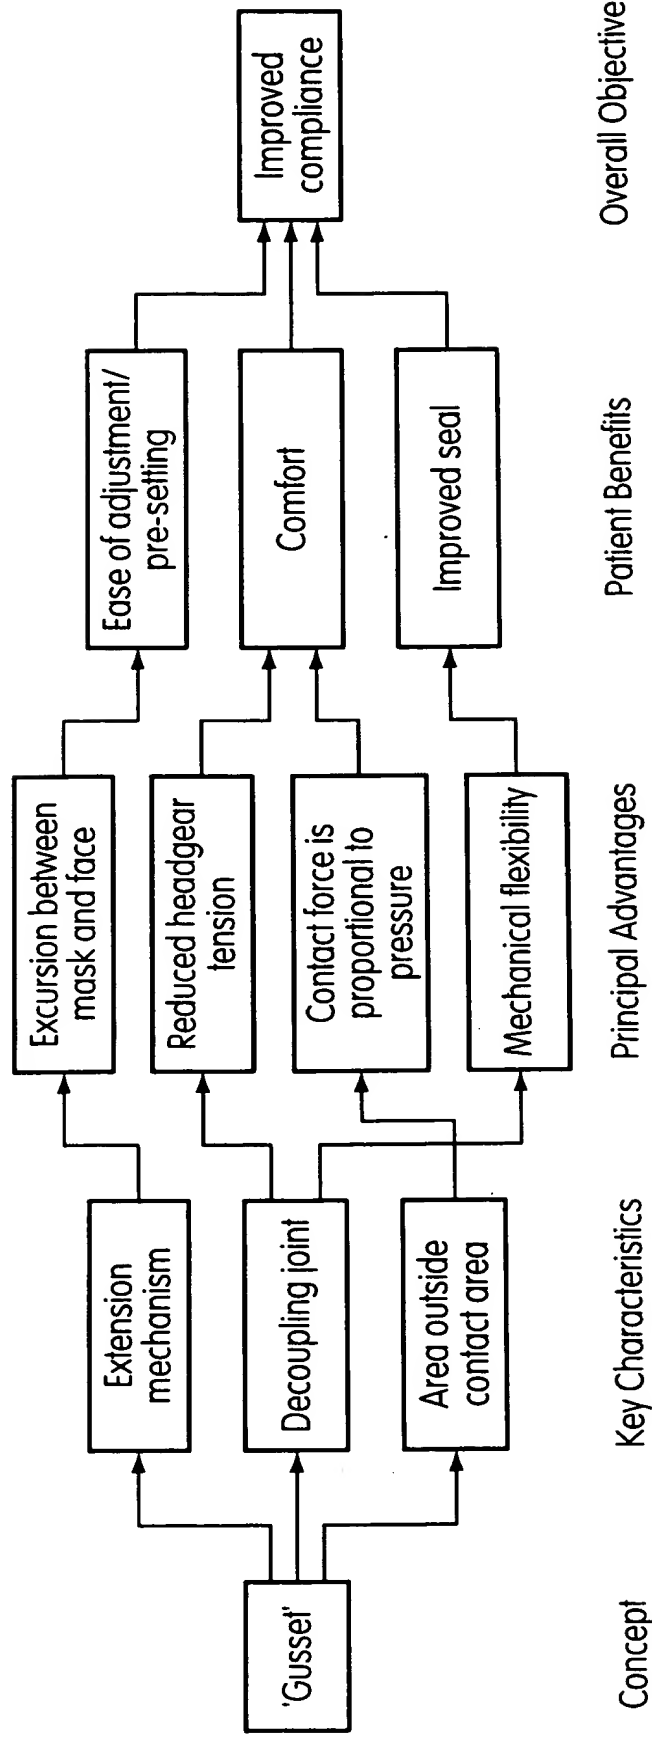 'Gusset'
Extension
mechanism
Decoupling joint
Area outside
contact area
Excursion between
mask and face
Reduced headgear
tension
Contact force is
proportional to
pressure
Mechanical flexibility
Ease of adjustment/
pre-setting
Comfort
Improved seal
Improved
compliance
Concept
Key Characteristics
Principal Advantages
Patient Benefits
Overall Objective